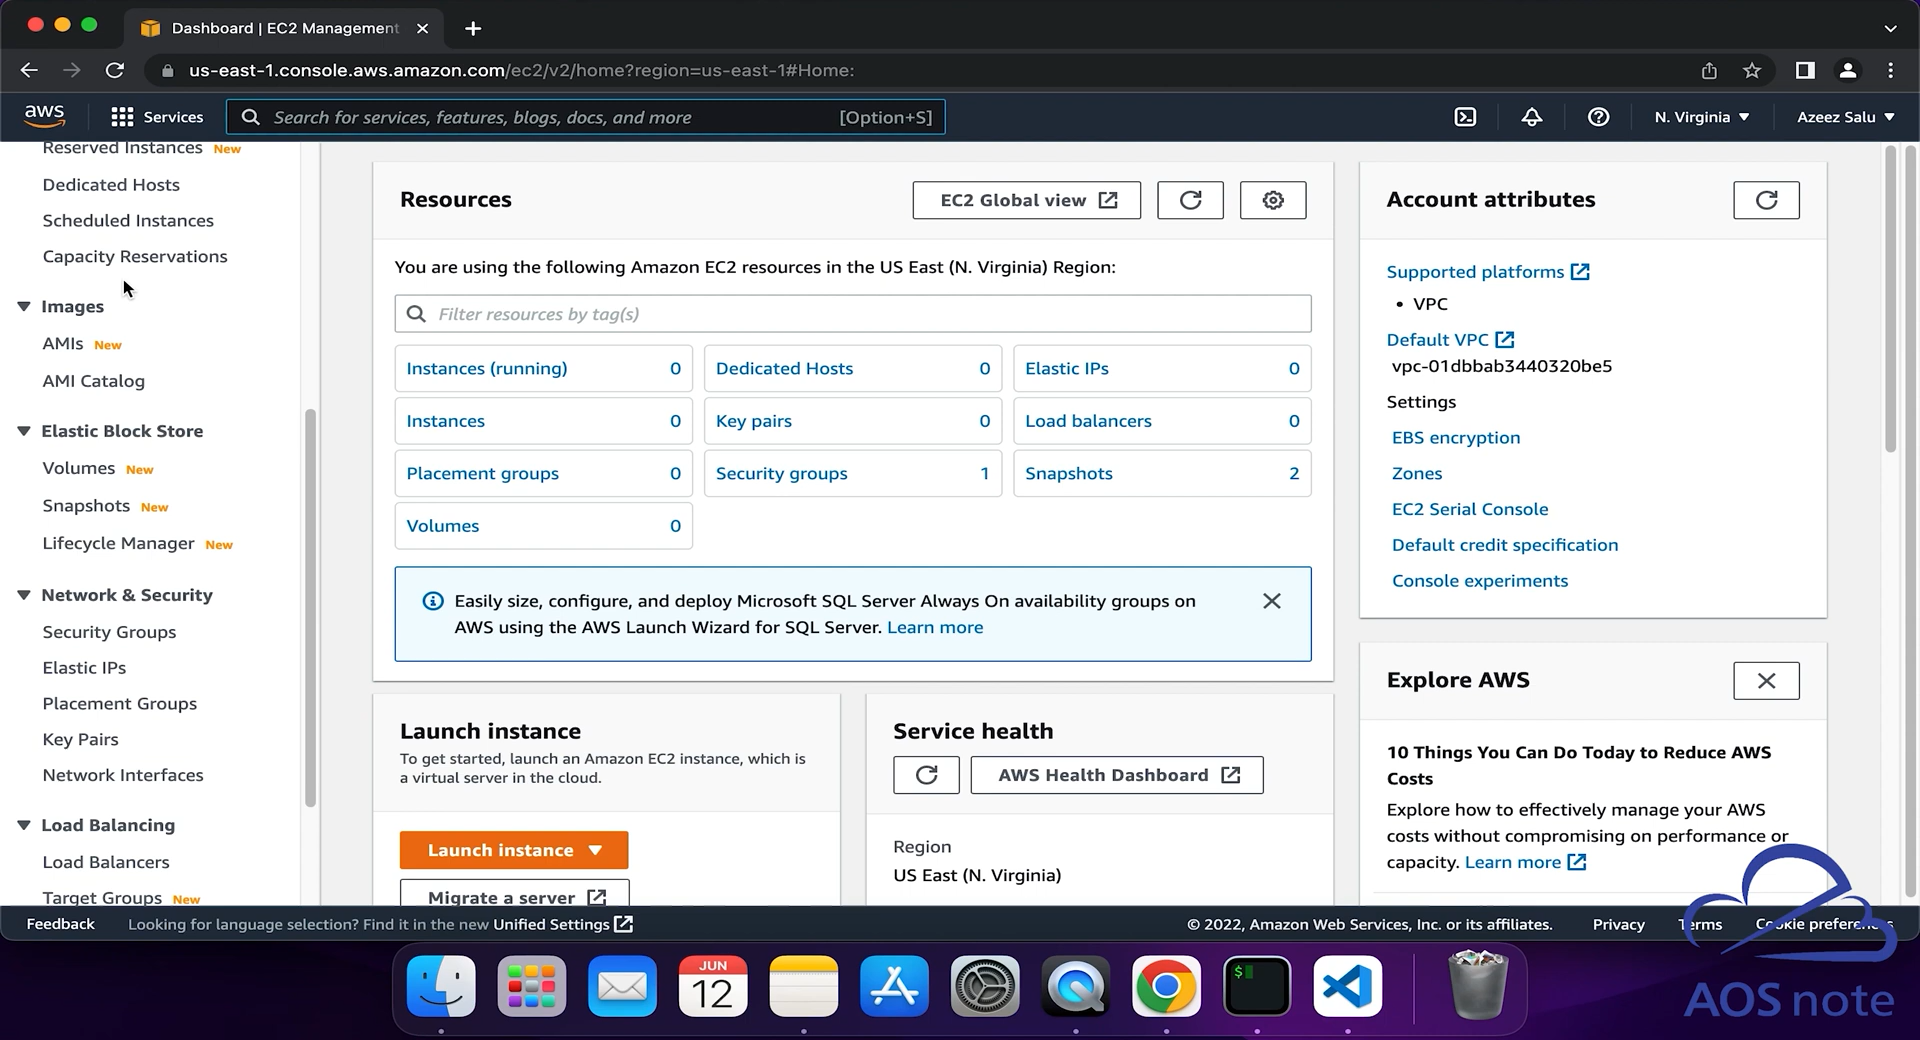 Dashboard | EC2 Management
us-east-1.console.aws.amazon.com/ec2/v2/home?region=us-east-1#Home:
aws
Services
Search for services, features, blogs, docs, and more
[Option+S]
N. Virginia
Azeez Salu
Reserved Instances New
Dedicated Hosts
Scheduled Instances
Capacity Reservations
Images
AMIs New
AMI Catalog
Elastic Block Store
Volumes New
Snapshots New
Lifecycle Manager New
Network & Security
Security Groups
Elastic IPs
Placement Groups
Key Pairs
Network Interfaces
Load Balancing
Load Balancers
Target Groups New
Resources
EC2 Global view
You are using the following Amazon EC2 resources in the US East (N. Virginia) Region:
Filter resources by tag(s)
Instances (running) 0
Dedicated Hosts 0
Elastic IPs 0
Instances 0
Key pairs 0
Load balancers 0
Placement groups 0
Security groups 1
Snapshots 2
Volumes 0
Easily size, configure, and deploy Microsoft SQL Server Always On availability groups on
AWS using the AWS Launch Wizard for SQL Server. Learn more
Launch instance
To get started, launch an Amazon EC2 instance, which is
a virtual server in the cloud.
Launch instance
Migrate a server
Service health
AWS Health Dashboard
Region
US East (N. Virginia)
Account attributes
Supported platforms
• VPC
Default VPC
vpc-01dbbab3440320be5
Settings
EBS encryption
Zones
EC2 Serial Console
Default credit specification
Console experiments
Explore AWS
10 Things You Can Do Today to Reduce AWS
Costs
Explore how to effectively manage your AWS
costs without compromising on performance or
capacity. Learn more
Feedback
Looking for language selection? Find it in the new Unified Settings
© 2022, Amazon Web Services, Inc. or its affiliates.
Privacy
Terms
Cookie preferences
JUN
12
$
AOS note